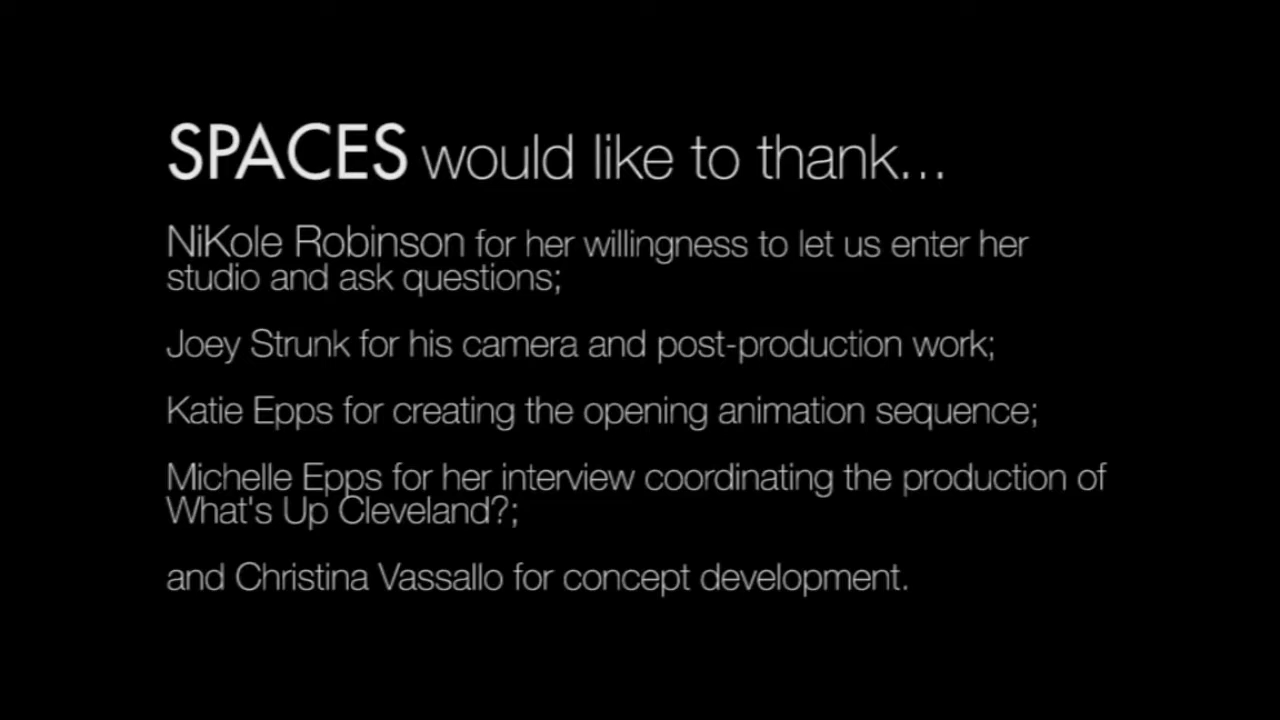 SPACES would like to thank...
NiKole Robinson for her willingness to let us enter her
studio and ask questions;
Joey Strunk for his camera and post-production work;
Katie Epps for creating the opening animation sequence;
Michelle Epps for her interview coordinating the production of
What's Up Cleveland?;
and Christina Vassallo for concept development.